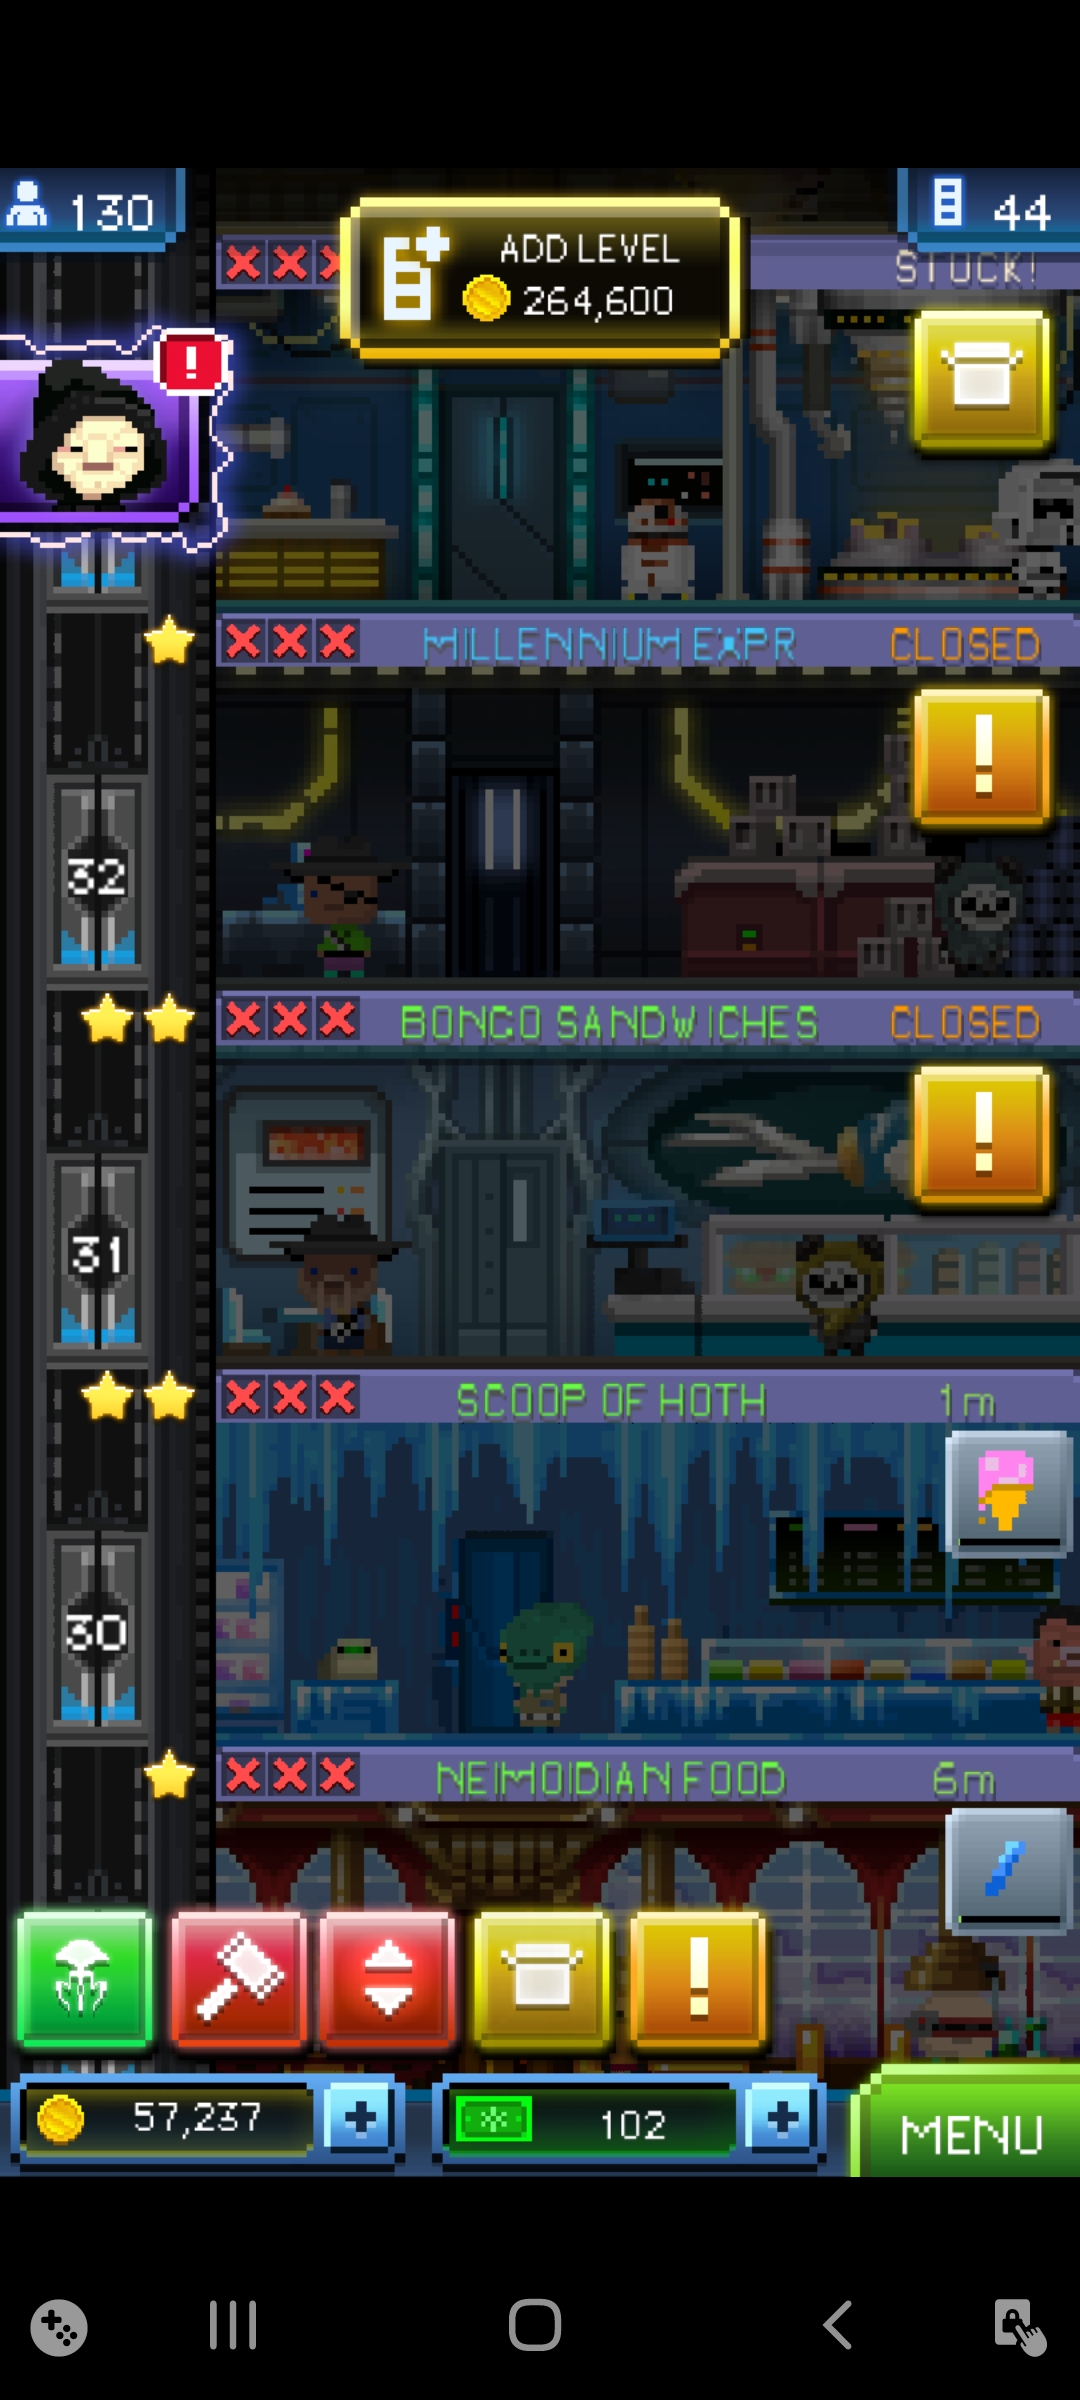 130
ADD LEVEL
264,600
44
STUCK!
!
MILLENNIUM EXPR
CLOSED
!
32
BONGO SANDWICHES
CLOSED
!
31
SCOOP OF HOTH
1m
30
NEIMOIDIAN FOOD
6m
!
57,237
+
102
+
MENU